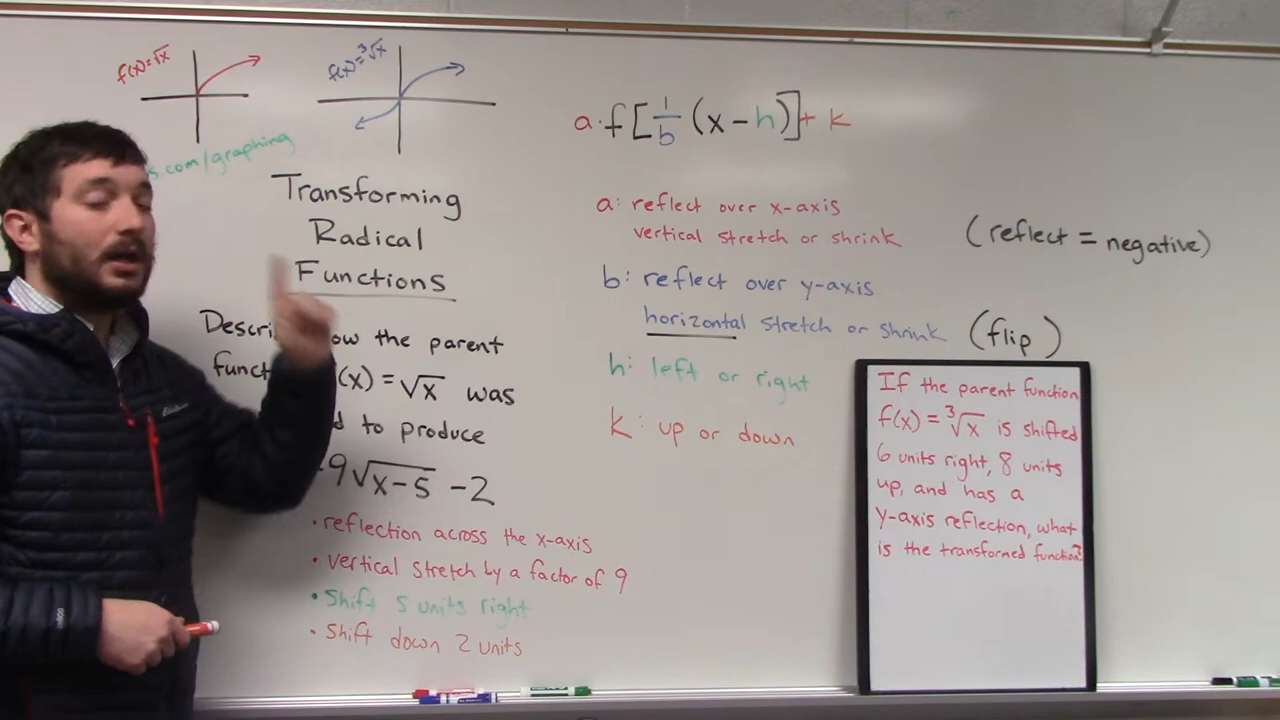 f(x)=√x
f(x)=³√x
s.com/graphing
Transforming
Radical
Functions
how the parent
(x)=√x was
to produce
-9√x-5 -2
• reflection across the x-axis
• vertical stretch by a factor of 9
• Shift 5 units right
• Shift down 2 units
a·f[1/b(x-h)]+k
a: reflect over x-axis
vertical stretch or shrink
(reflect = negative)
b: reflect over y-axis
horizontal stretch or shrink
(flip)
h: left or right
k: up or down
If the parent function
f(x)=³√x is shifted
6 units right, 8 units
up, and has a
y-axis reflection, what
is the transformed function?